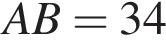 AB = 34